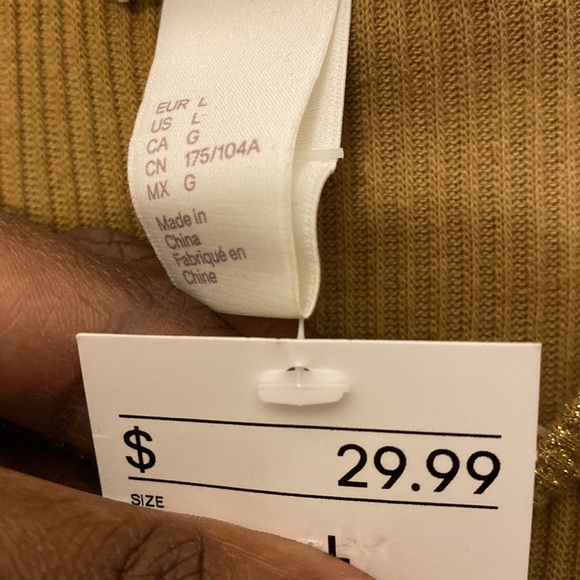 EUR L
US L
CA G
CN 175/104A
MX G
Made in
China
Fabriqué en
Chine
$ 29.99
SIZE
L